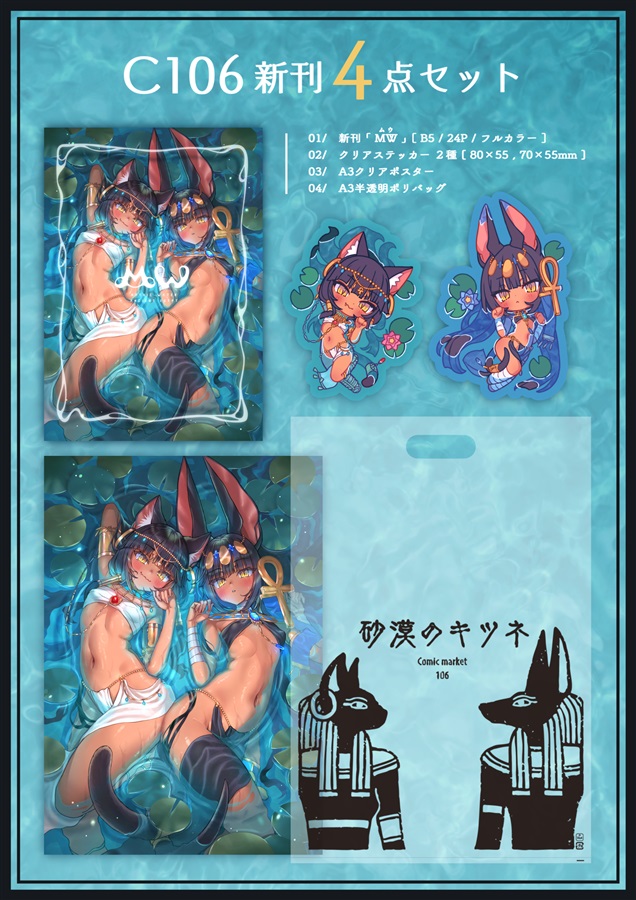 C106 新刊 4 点セット
01/ 新刊「MW」[ B5 / 24P / フルカラー ]
ムウ
02/ クリアステッカー 2種 [ 80×55 , 70×55mm ]
03/ A3クリアポスター
04/ A3半透明ポリバッグ
MW
砂漠のキツネ
Comic market
106